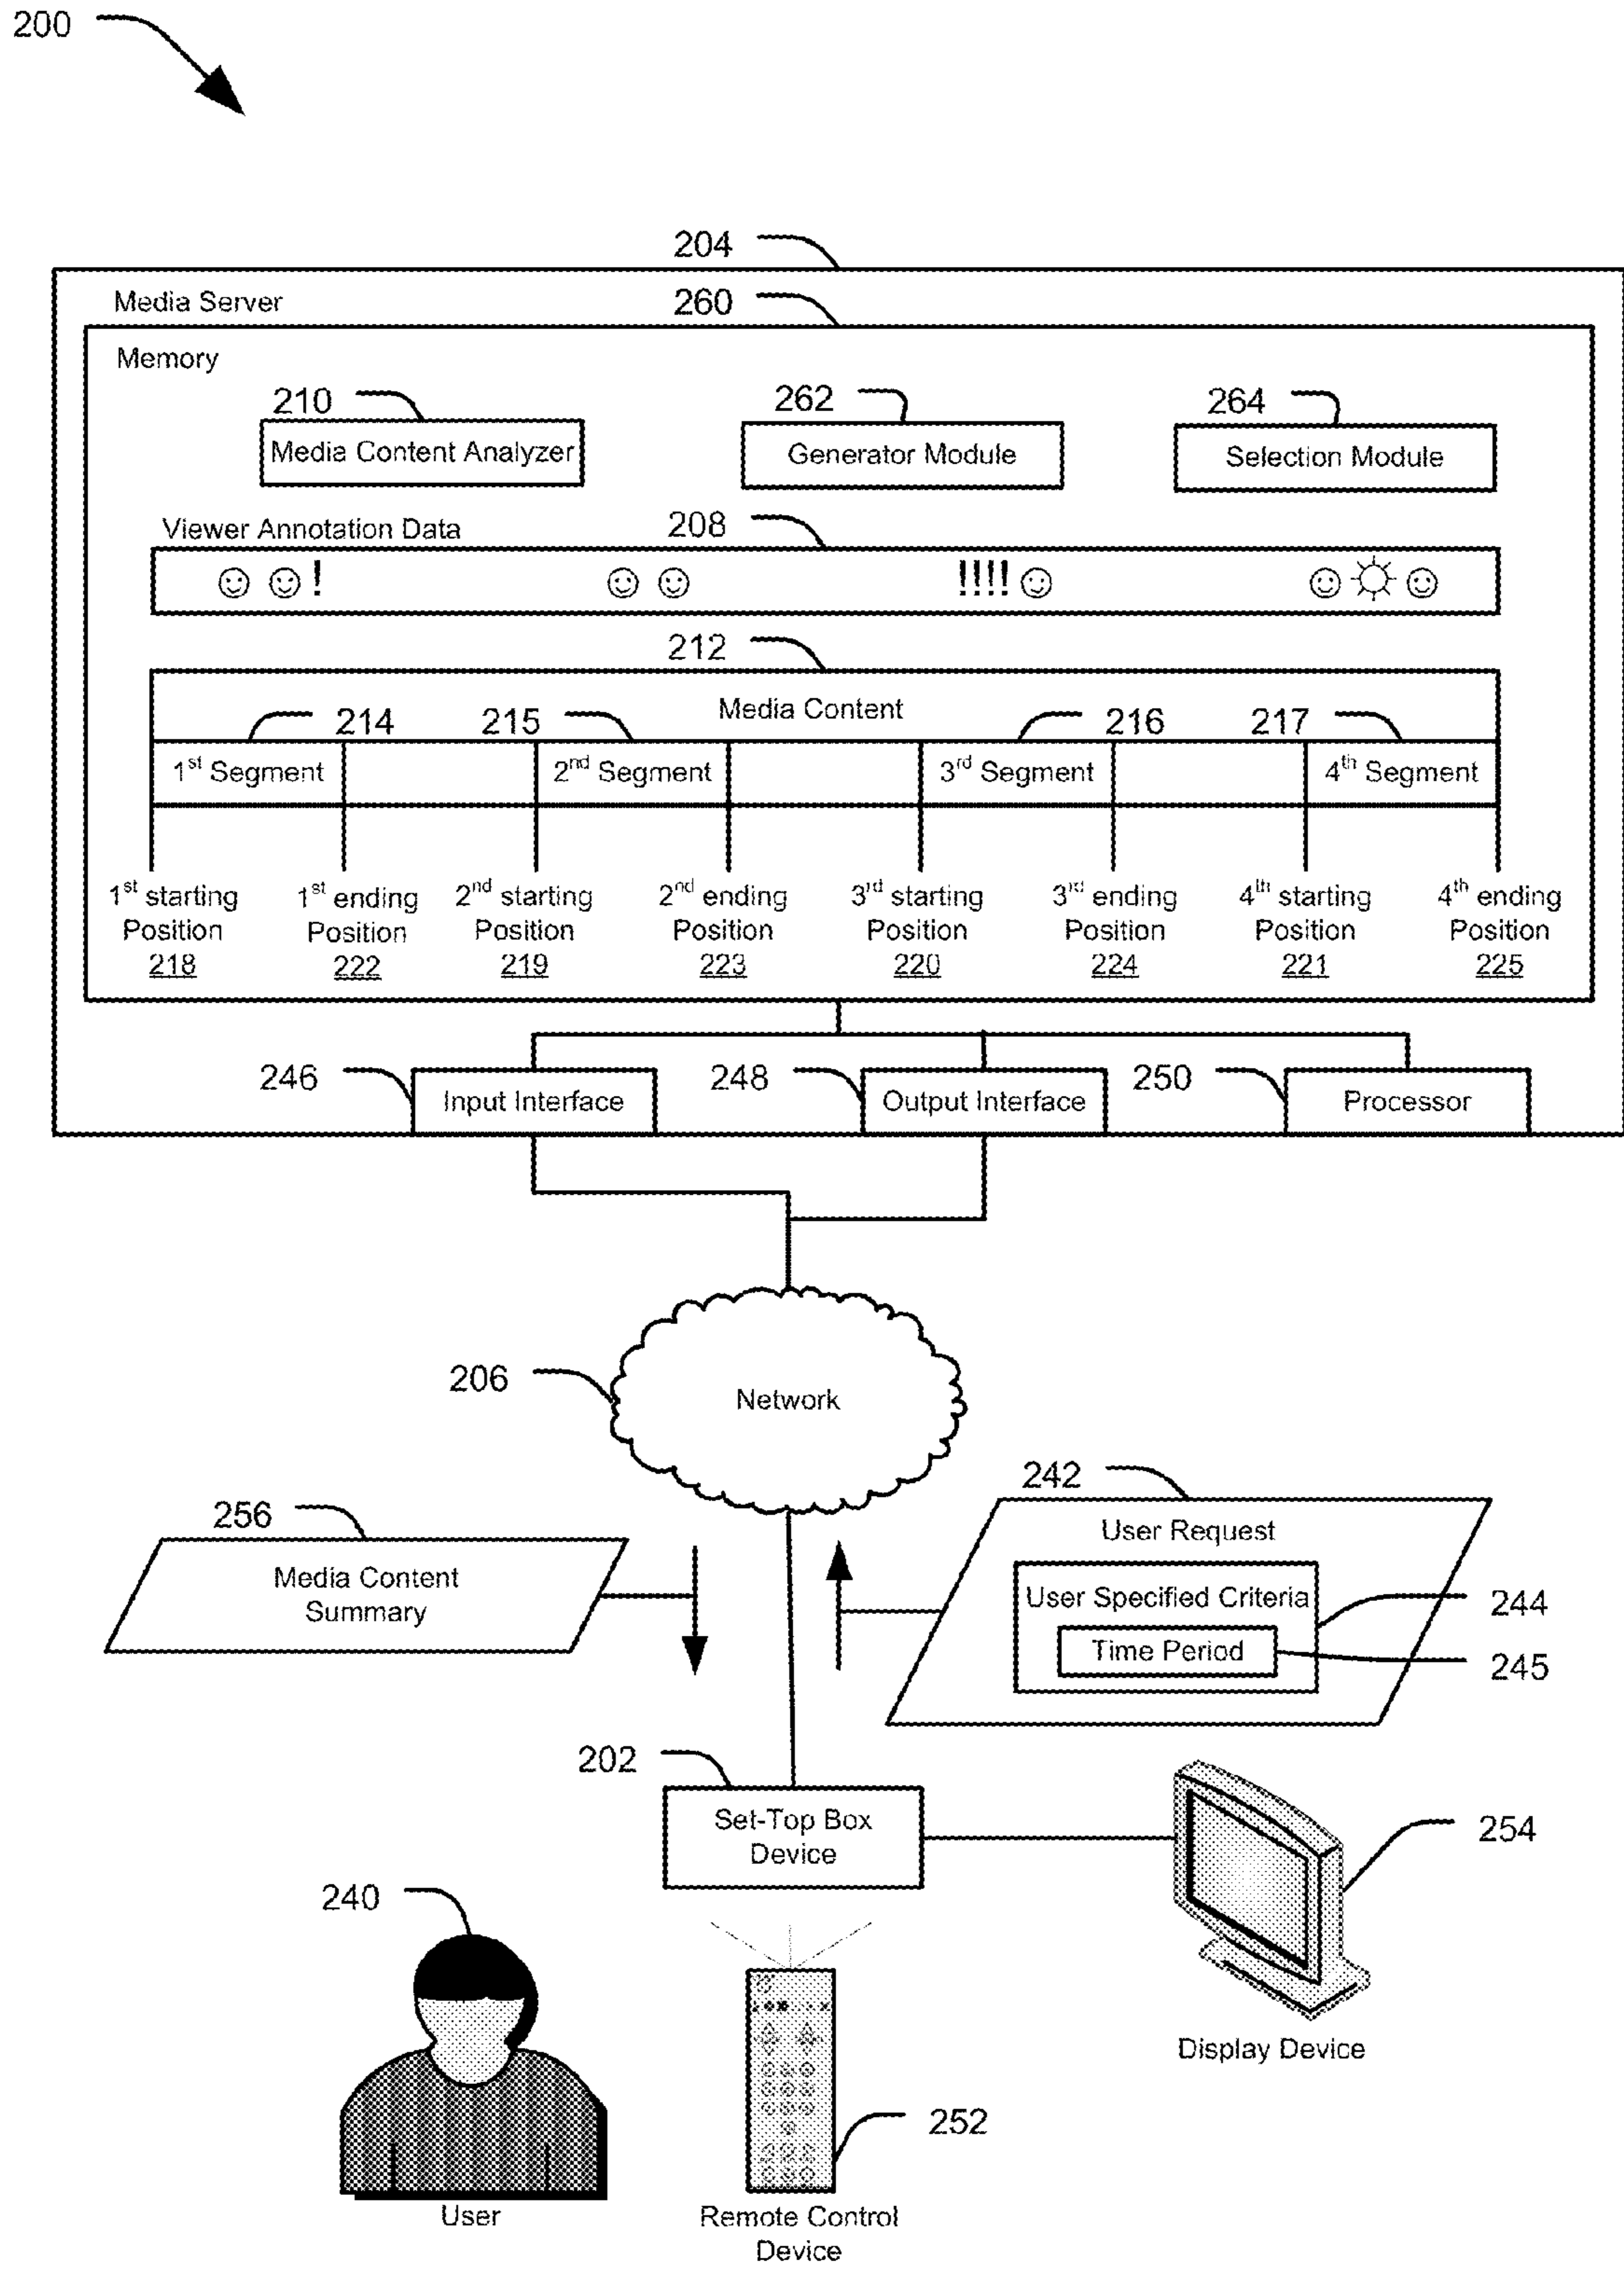 200
204
Media Server
260
Memory
210
262
264
Media Content Analyzer
Generator Module
Selection Module
Viewer Annotation Data
208
! !!!!
212
Media Content
214
215
216
217
1st Segment
2nd Segment
3rd Segment
4th Segment
1st starting
Position
218
1st ending
Position
222
2nd starting
Position
219
2nd ending
Position
223
3rd starting
Position
220
3rd ending
Position
224
4th starting
Position
221
4th ending
Position
225
246
Input Interface
248
Output Interface
250
Processor
206
Network
256
Media Content
Summary
242
User Request
User Specified Criteria
244
Time Period
245
202
Set-Top Box
Device
254
240
Display Device
252
User
Remote Control
Device